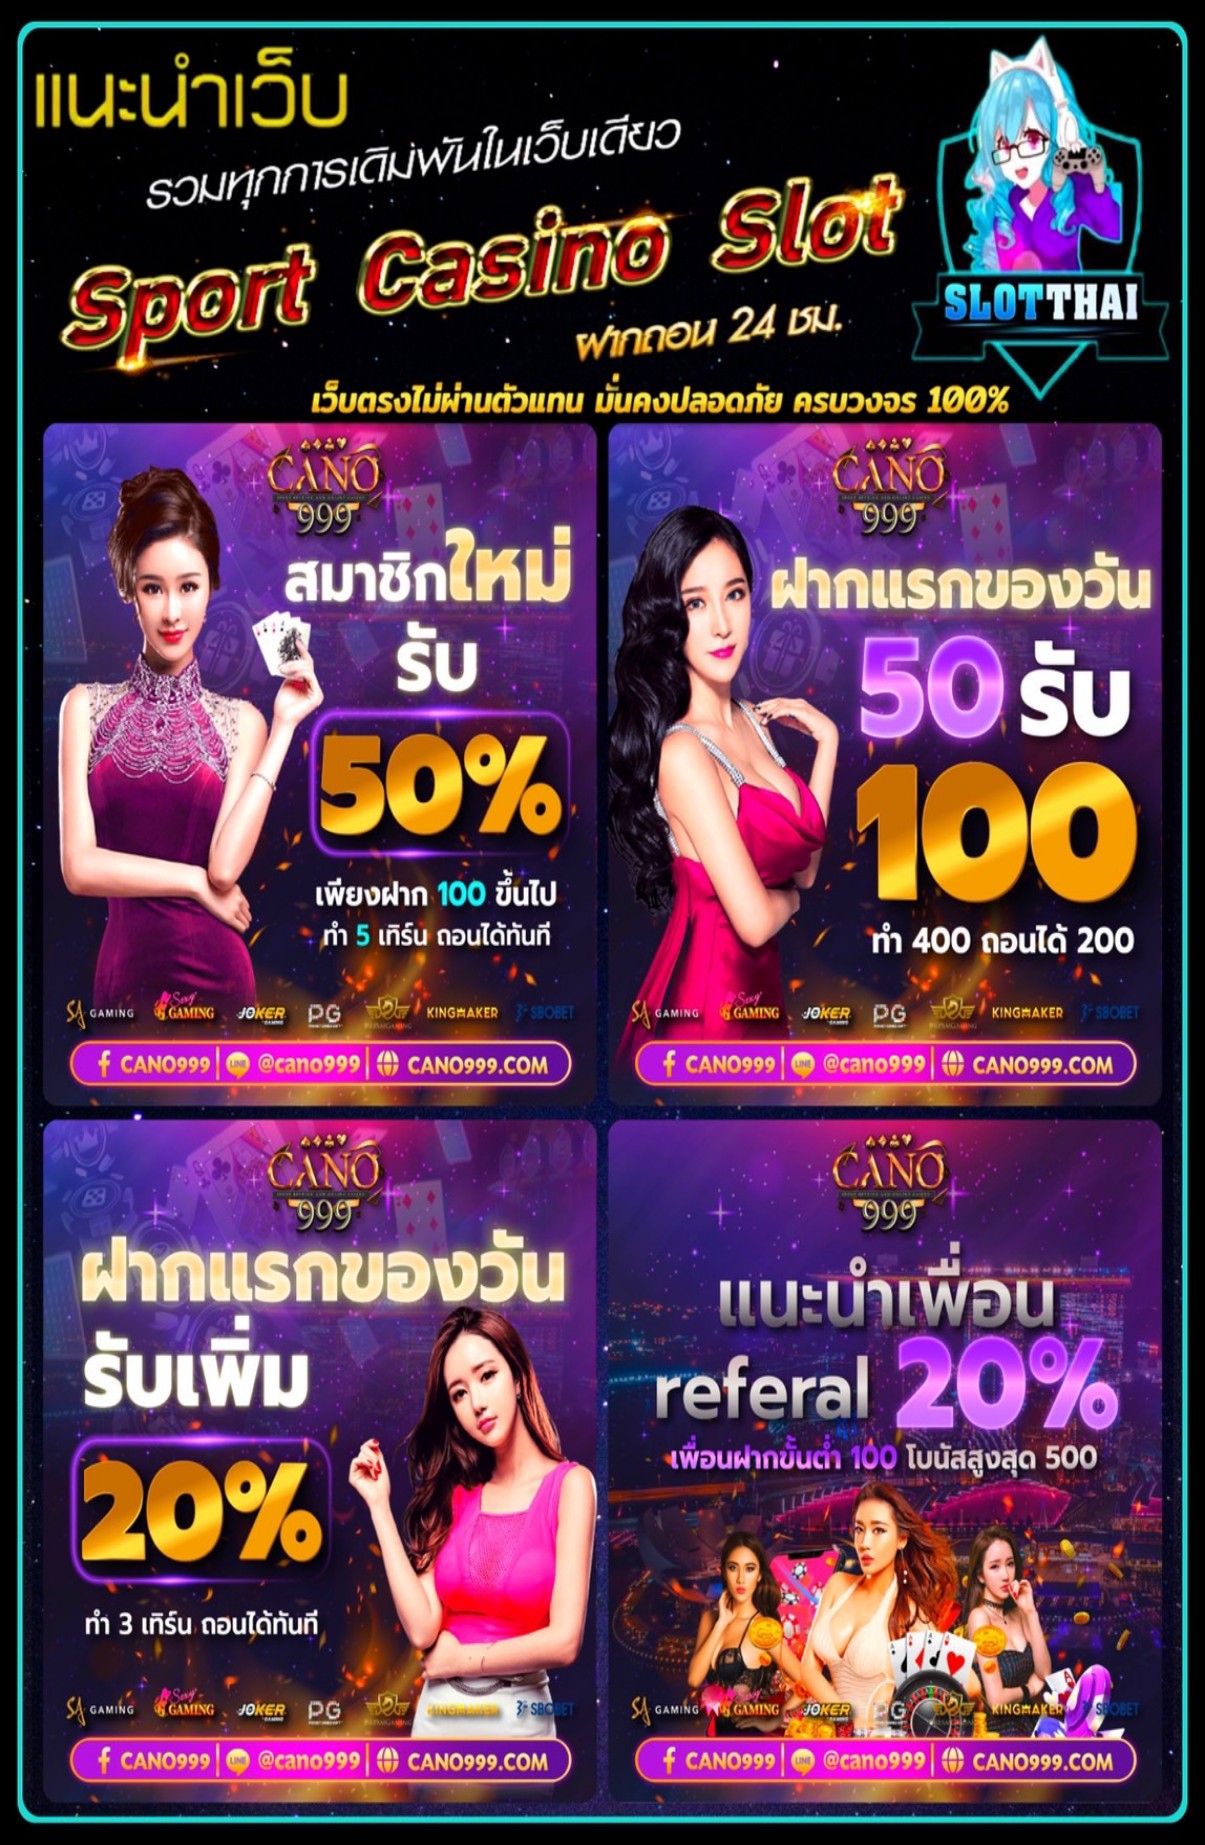 แนะนำเว็บ
รวมทุกการเดิมพันในเว็บเดียว
Sport Casino Slot
ฝากถอน 24 ชม.
SLOTTHAI
เว็บตรงไม่ผ่านตัวแทน มั่นคงปลอดภัย ครบวงจร 100%
CANO
999
สมาชิกใหม่
รับ
50%
เพียงฝาก 100 ขึ้นไป
ทำ 5 เทิร์น ถอนได้ทันที
SA GAMING Sexy GAMING JOKER GAMING PG KINGMAKER SBOBET
CANO999 LINE @cano999 CANO999.COM
CANO
999
ฝากแรกของวัน
50 รับ
100
ทำ 400 ถอนได้ 200
SA GAMING Sexy GAMING JOKER GAMING PG KINGMAKER SBOBET
CANO999 LINE @cano999 CANO999.COM
CANO
999
ฝากแรกของวัน
รับเพิ่ม
20%
ทำ 3 เทิร์น ถอนได้ทันที
SA GAMING Sexy GAMING JOKER GAMING PG KINGMAKER SBOBET
CANO999 LINE @cano999 CANO999.COM
CANO
999
แนะนำเพื่อน
referal 20%
เพื่อนฝากขั้นต่ำ 100 โบนัสสูงสุด 500
SA GAMING Sexy GAMING JOKER GAMING PG KINGMAKER SBOBET
CANO999 LINE @cano999 CANO999.COM